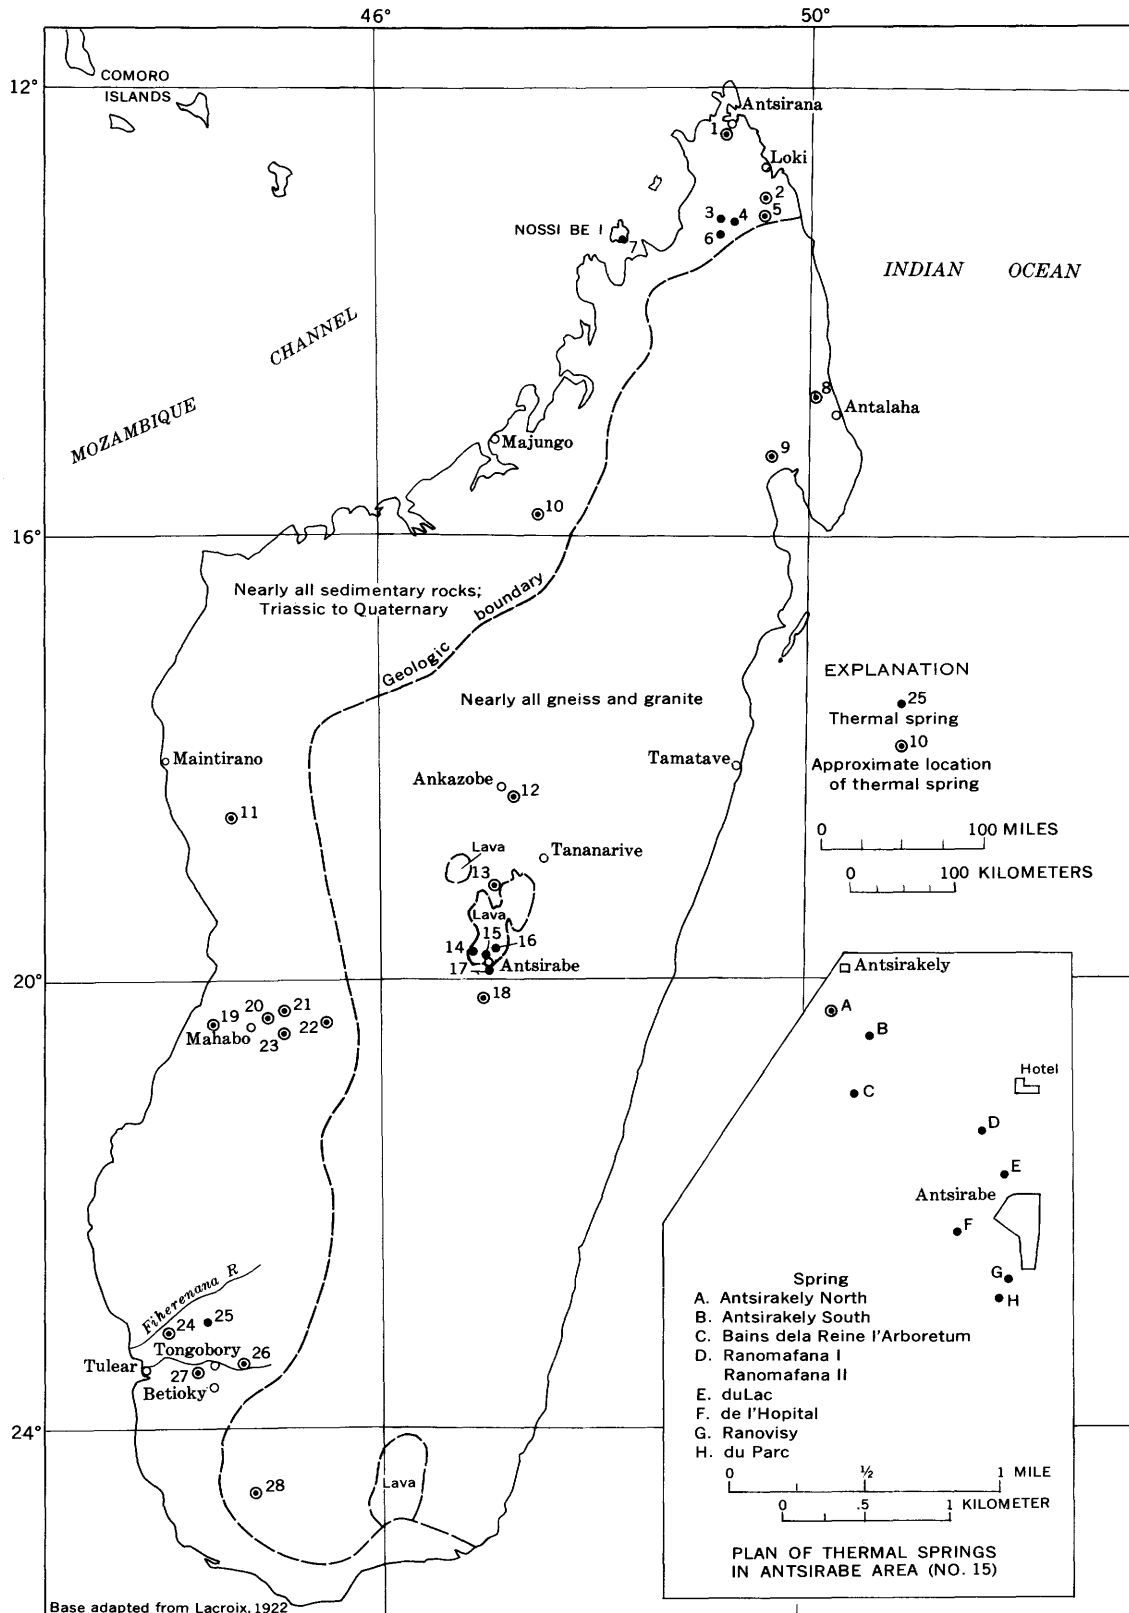 46°
50°
12°
COMORO
ISLANDS
Antsirana
1
Loki
2
3
4
5
NOSSI BE I
6
7
INDIAN OCEAN
MOZAMBIQUE CHANNEL
8
Antalaha
Majungo
9
10
16°
Nearly all sedimentary rocks;
Triassic to Quaternary
Geologic boundary
Nearly all gneiss and granite
EXPLANATION
25
Thermal spring
10
Approximate location
of thermal spring
0 100 MILES
0 100 KILOMETERS
Maintirano
Tamatave
Ankazobe
12
11
Lava
Tananarive
13
Lava
14
15
16
17
Antsirabe
20°
18
19
20
21
Mahabo
22
23
Fiherenana R
24
25
Tongobory
26
Tulear
27
Betioky
24°
28
Lava
Antsirakely
A
B
C
Hotel
D
E
Antsirabe
F
G
H
Spring
A. Antsirakely North
B. Antsirakely South
C. Bains dela Reine l'Arboretum
D. Ranomafana I
Ranomafana II
E. duLac
F. de l'Hopital
G. Ranovisy
H. du Parc
0 ½ 1 MILE
0 .5 1 KILOMETER
PLAN OF THERMAL SPRINGS
IN ANTSIRABE AREA (NO. 15)
Base adapted from Lacroix, 1922